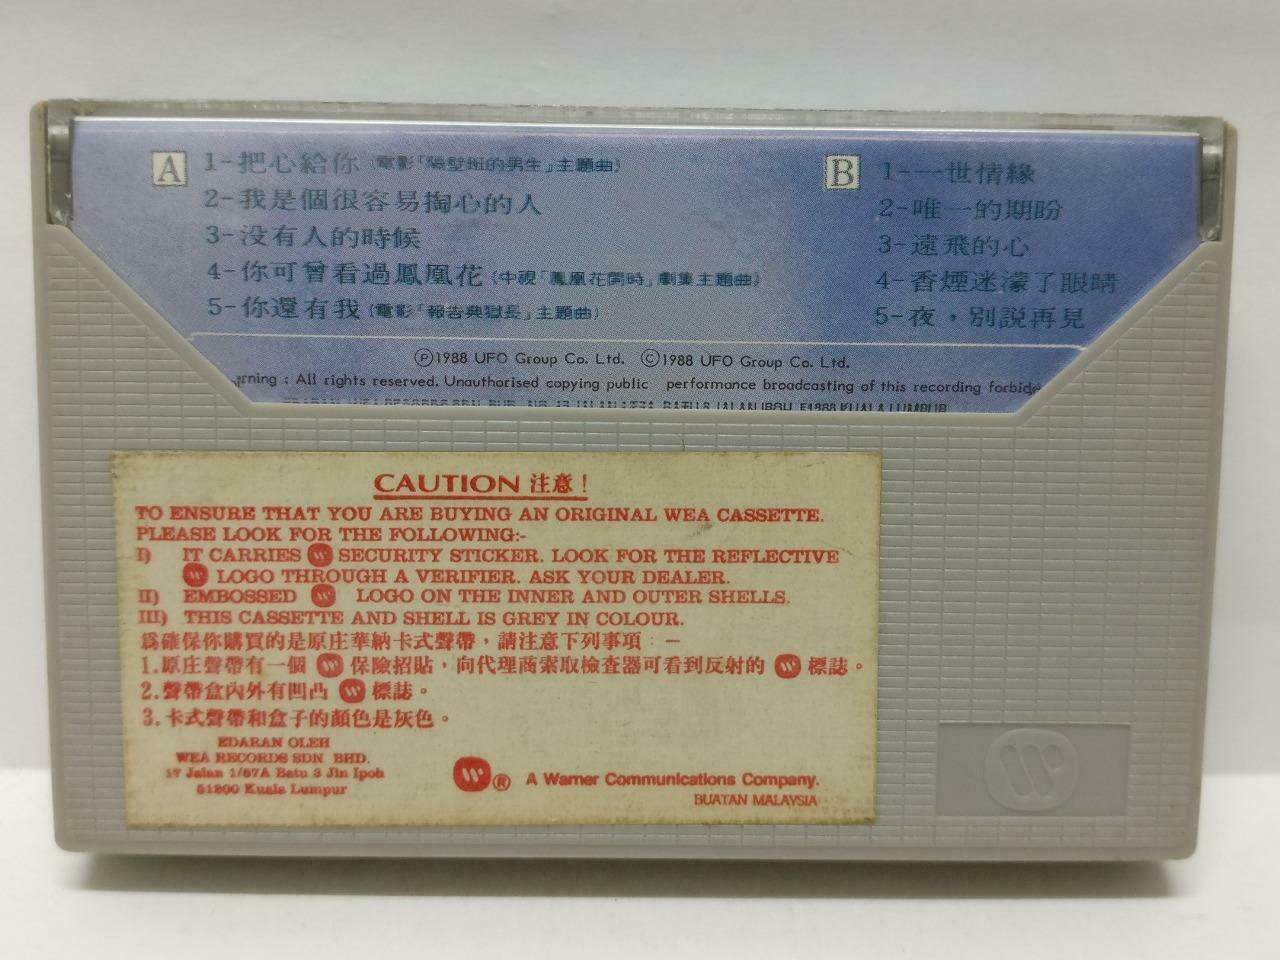 A
1-把心給你 (電影「隔壁班的男生」主題曲)
2-我是個很容易掏心的人
3-没有人的時候
4-你可曾看過鳳凰花 (中視「鳳凰花開時」劇集主題曲)
5-你還有我 (電影「報告典獄長」主題曲)
B
1-一世情緣
2-唯一的期盼
3-遠飛的心
4-香煙迷濛了眼睛
5-夜，別説再見
Ⓟ1988 UFO Group Co. Ltd. Ⓒ1988 UFO Group Co. Ltd.
rning : All rights reserved. Unauthorised copying public performance broadcasting of this recording forbid
CAUTION 注意！
TO ENSURE THAT YOU ARE BUYING AN ORIGINAL WEA CASSETTE.
PLEASE LOOK FOR THE FOLLOWING:-
I) IT CARRIES SECURITY STICKER. LOOK FOR THE REFLECTIVE
LOGO THROUGH A VERIFIER. ASK YOUR DEALER.
II) EMBOSSED LOGO ON THE INNER AND OUTER SHELLS.
III) THIS CASSETTE AND SHELL IS GREY IN COLOUR.
爲確保你購買的是原庄華納卡式聲帶，請注意下列事項：—
1.原庄聲帶有一個 保險招貼，向代理商索取檢查器可看到反射的 標誌。
2.聲帶盒內外有凹凸 標誌。
3.卡式聲帶和盒子的顏色是灰色。
EDARAN OLEH
WEA RECORDS SDN BHD.
17 Jalan 1/57A Batu 3 Jln Ipoh
51200 Kuala Lumpur
® A Warner Communications Company.
BUATAN MALAYSIA